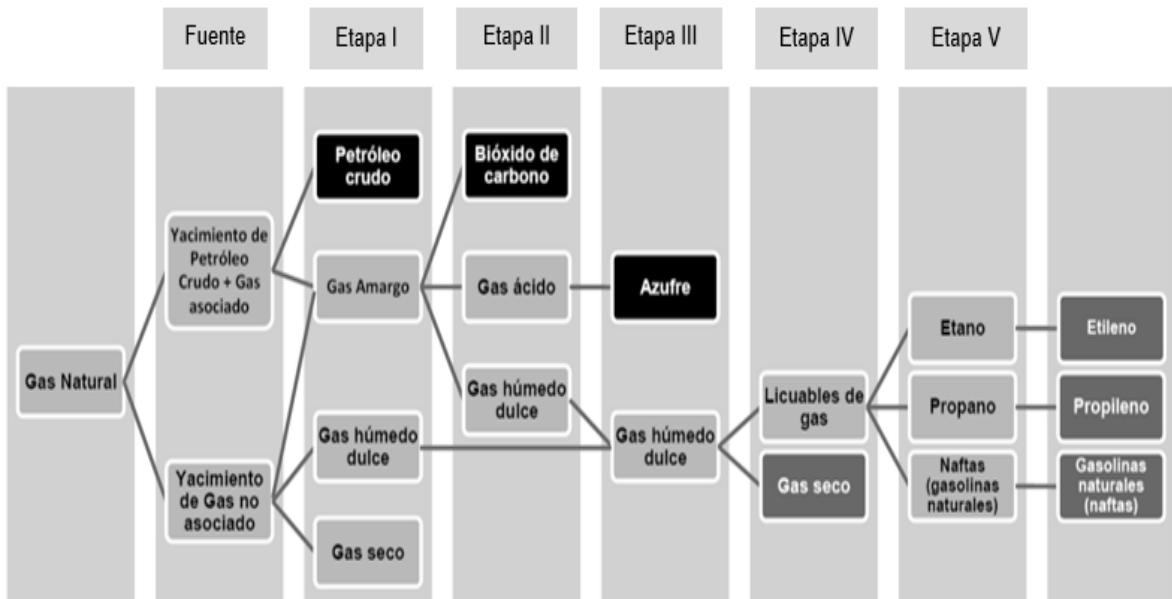 Fuente
Etapa I
Etapa II
Etapa III
Etapa IV
Etapa V
Gas Natural
Yacimiento de
Petróleo
Crudo + Gas
asociado
Yacimiento
de Gas no
asociado
Petróleo
crudo
Gas Amargo
Gas húmedo
dulce
Gas seco
Bióxido de
carbono
Gas ácido
Gas húmedo
dulce
Azufre
Gas húmedo
dulce
Licuables de
gas
Gas seco
Etano
Propano
Naftas
(gasolinas
naturales)
Etileno
Propileno
Gasolinas
naturales
(naftas)